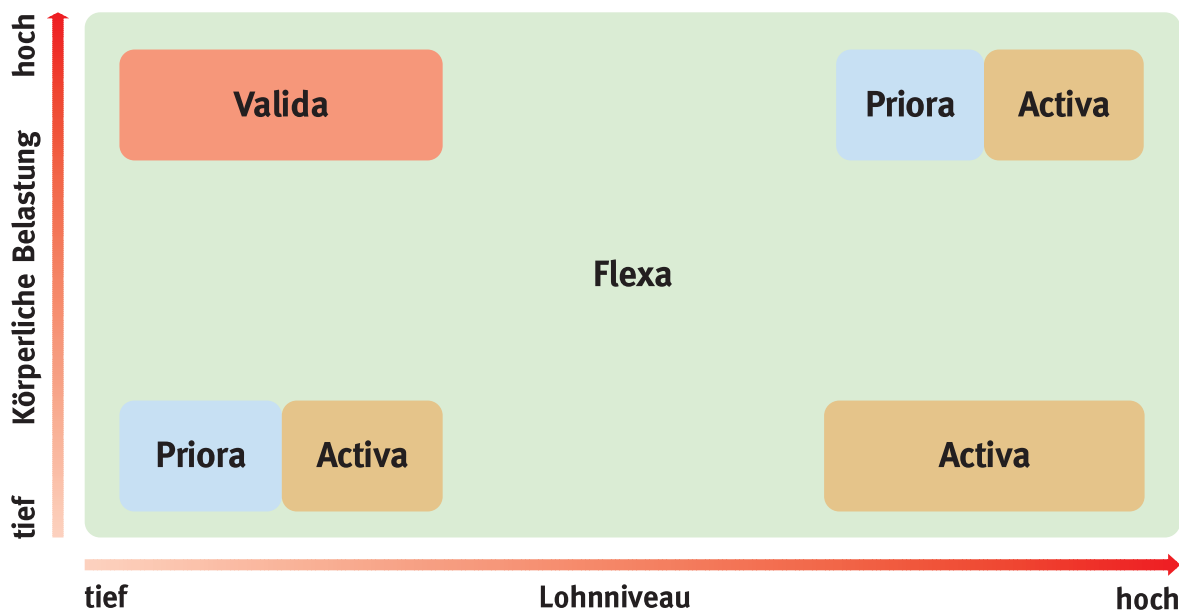 hoch
Körperliche Belastung
tief
Valida
Priora
Activa
Flexa
Priora
Activa
Activa
tief
Lohnniveau
hoch